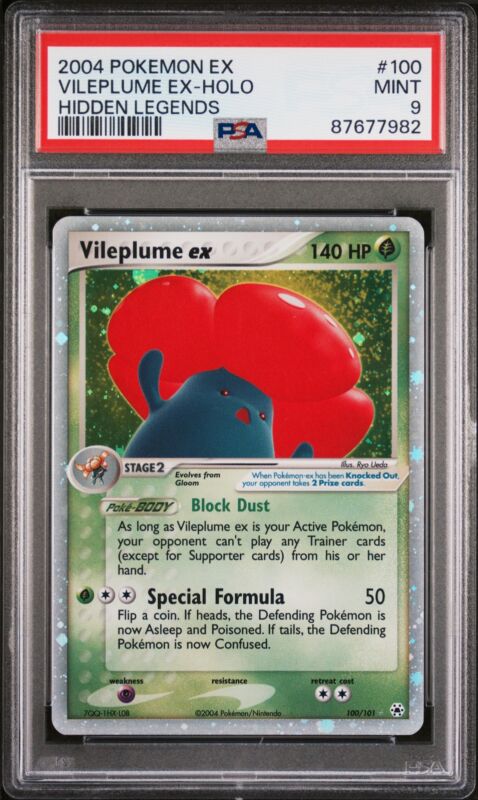 2004 POKEMON EX #100
VILEPLUME EX-HOLO MINT
HIDDEN LEGENDS 9
PSA 87677982
Vileplume ex 140 HP
Illus. Ryo Ueda
STAGE 2
Evolves from
Gloom
When Pokémon-ex has been Knocked Out,
your opponent takes 2 Prize cards.
Poké-BODY Block Dust
As long as Vileplume ex is your Active Pokémon,
your opponent can't play any Trainer cards
(except for Supporter cards) from his or her
hand.
Special Formula 50
Flip a coin. If heads, the Defending Pokémon is
now Asleep and Poisoned. If tails, the Defending
Pokémon is now Confused.
weakness resistance retreat cost
7QQ-1HX-L08 ©2004 Pokémon/Nintendo 100/101
PSA